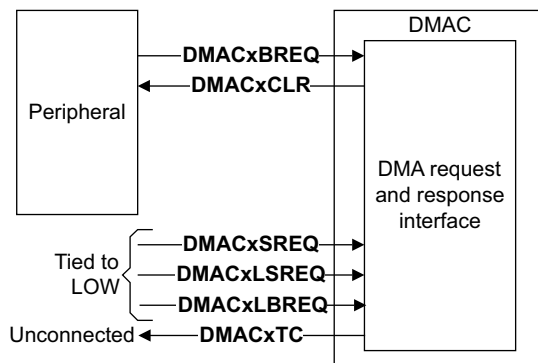 DMAC
DMACxBREQ
DMACxCLR
Peripheral
DMA request
and response
interface
Tied to
LOW
DMACxSREQ
DMACxLSREQ
DMACxLBREQ
Unconnected
DMACxTC